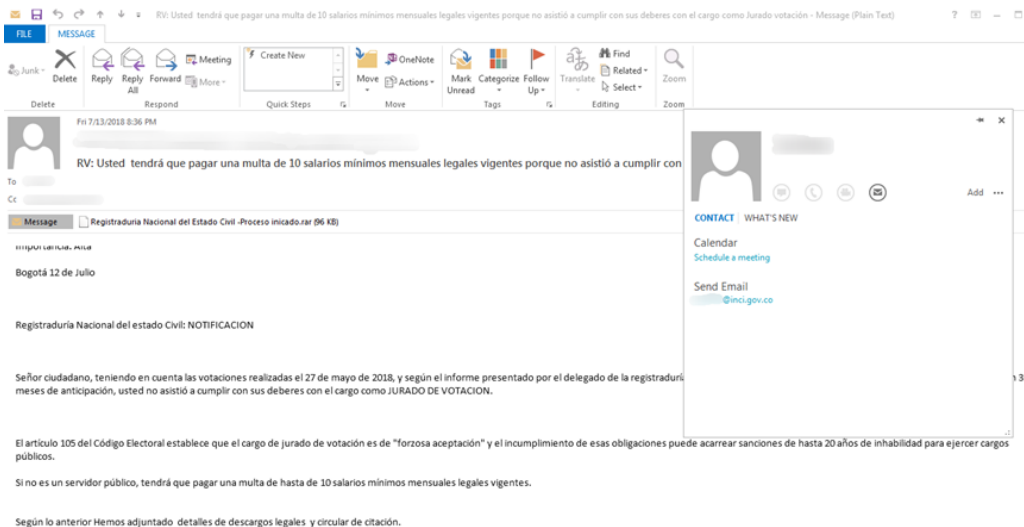 RV: Usted tendrá que pagar una multa de 10 salarios mínimos mensuales legales vigentes porque no asistió a cumplir con sus deberes con el cargo como Jurado votación - Message (Plain Text)
FILE MESSAGE
Junk
Delete
Reply
Reply All
Forward
Meeting
More
Create New
Move
OneNote
Actions
Mark Unread
Categorize
Follow Up
Translate
Find
Related
Select
Zoom
Delete Respond Quick Steps Move Tags Editing Zoom
Fri 7/13/2018 8:36 PM
RV: Usted tendrá que pagar una multa de 10 salarios mínimos mensuales legales vigentes porque no asistió a cumplir con
To
Cc
Message Registraduria Nacional del Estado Civil -Proceso inicado.rar (96 KB)
Add
CONTACT WHAT'S NEW
Calendar
Schedule a meeting
Send Email
@inci.gov.co
Importancia: Alta
Bogotá 12 de Julio
Registraduría Nacional del estado Civil: NOTIFICACION
Señor ciudadano, teniendo en cuenta las votaciones realizadas el 27 de mayo de 2018, y según el informe presentado por el delegado de la registraduría n 3
meses de anticipación, usted no asistió a cumplir con sus deberes con el cargo como JURADO DE VOTACION.
El artículo 105 del Código Electoral establece que el cargo de jurado de votación es de "forzosa aceptación" y el incumplimiento de esas obligaciones puede acarrear sanciones de hasta 20 años de inhabilidad para ejercer cargos
públicos.
Si no es un servidor público, tendrá que pagar una multa de hasta de 10 salarios mínimos mensuales legales vigentes.
Según lo anterior Hemos adjuntado detalles de descargos legales y circular de citación.